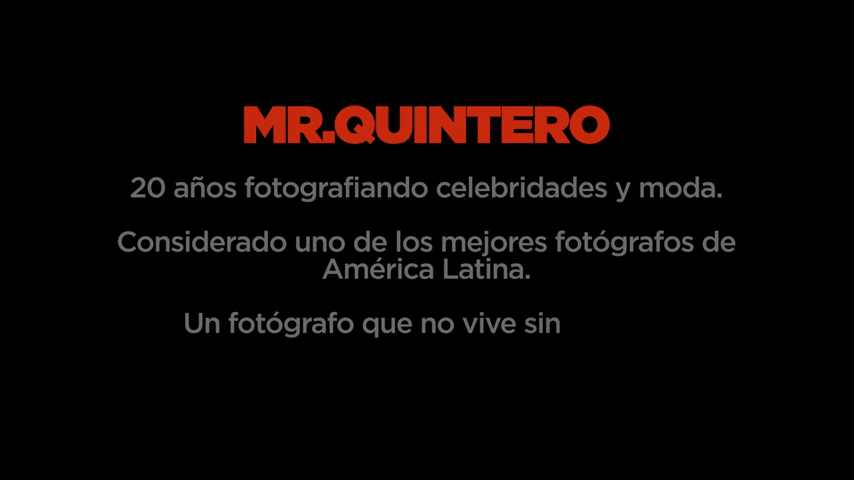 MR.QUINTERO
20 años fotografiando celebridades y moda.
Considerado uno de los mejores fotógrafos de
América Latina.
Un fotógrafo que no vive sin